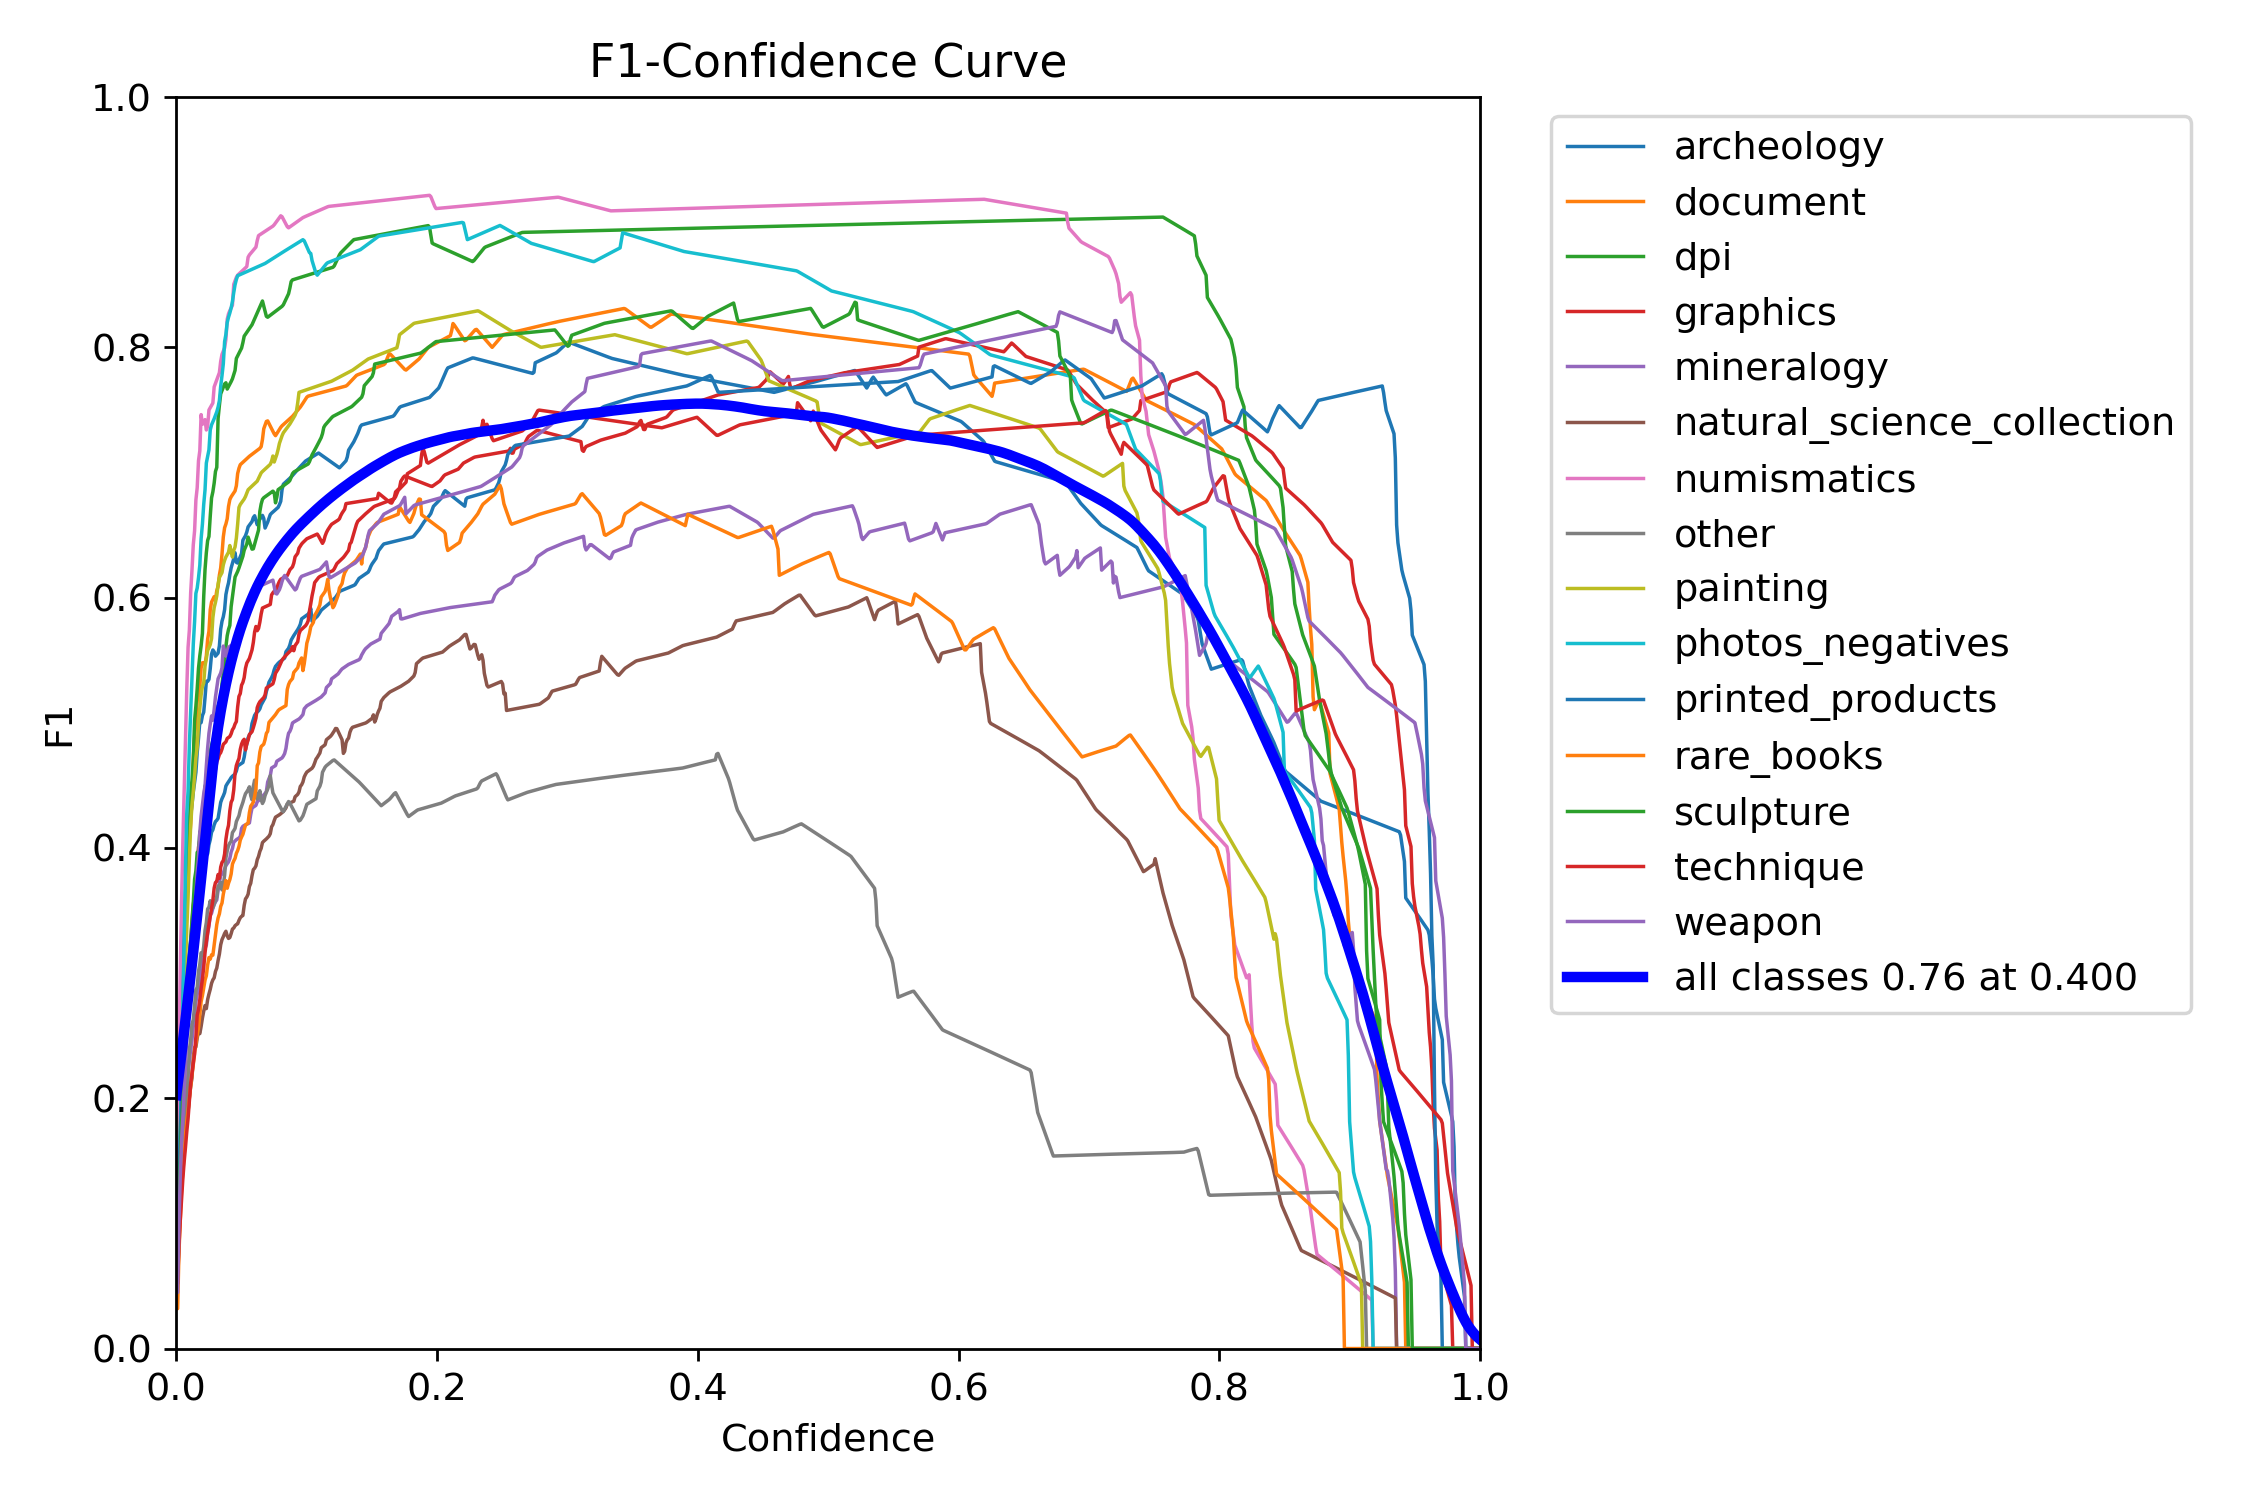 F1-Confidence Curve
1.0
0.8
0.6
0.4
0.2
0.0
F1
0.0 0.2 0.4 0.6 0.8 1.0
Confidence
archeology
document
dpi
graphics
mineralogy
natural_science_collection
numismatics
other
painting
photos_negatives
printed_products
rare_books
sculpture
technique
weapon
all classes 0.76 at 0.400